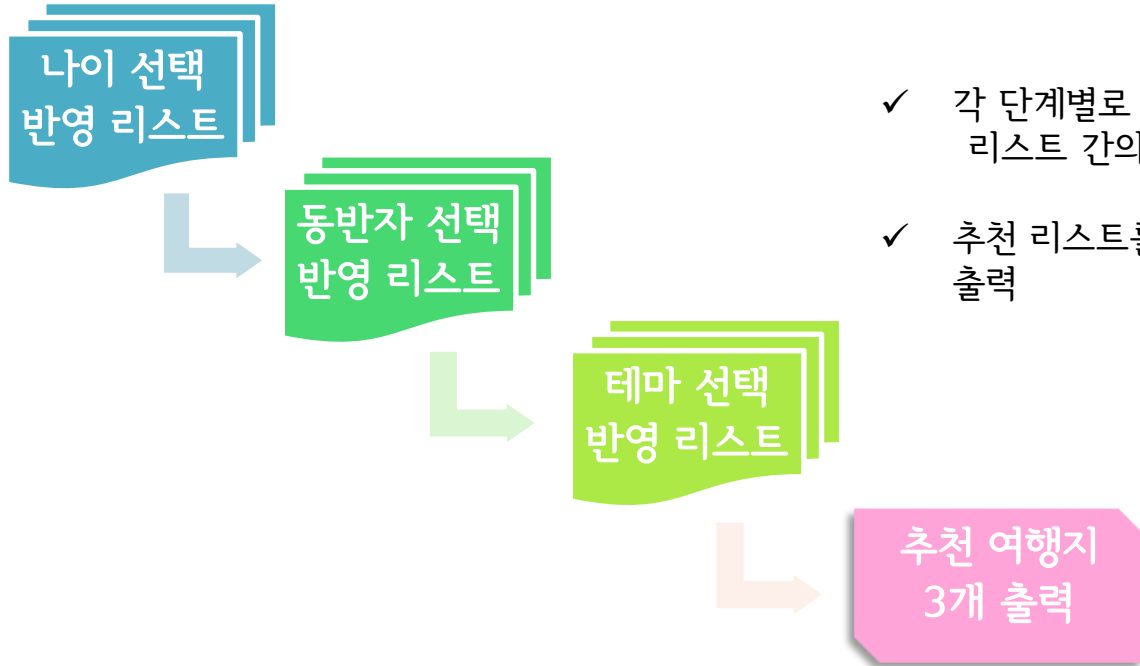 나이 선택
반영 리스트
동반자 선택
반영 리스트
테마 선택
반영 리스트
추천 여행지
3개 출력
✓ 각 단계별로
리스트 간의
✓ 추천 리스트를
출력